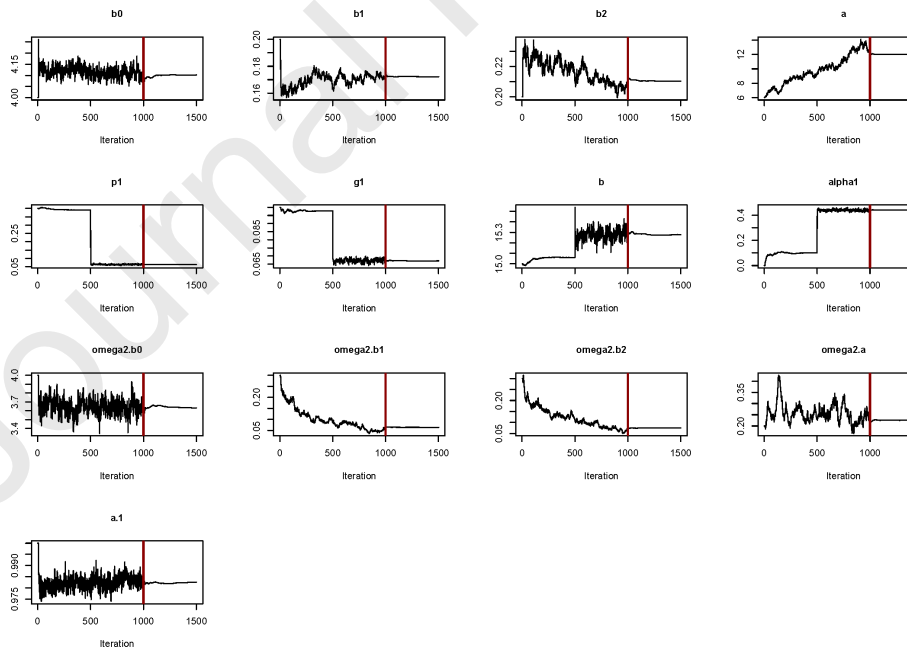 b0 b1 b2 a
4.00 4.15
0.16 0.18 0.20
0.20 0.22
6 8 12
0 500 1000 1500 0 500 1000 1500 0 500 1000 1500 0 500 1000
Iteration Iteration Iteration Iteration
p1 g1 b alpha1
0.05 0.25
0.065 0.085
15.0 15.3
0.0 0.2 0.4
0 500 1000 1500 0 500 1000 1500 0 500 1000 1500 0 500 1000
Iteration Iteration Iteration Iteration
omega2.b0 omega2.b1 omega2.b2 omega2.a
3.4 3.7 4.0
0.05 0.20
0.05 0.20
0.20 0.35
0 500 1000 1500 0 500 1000 1500 0 500 1000 1500 0 500 1000
Iteration Iteration Iteration Iteration
a.1
0.975 0.990
0 500 1000 1500
Iteration
Journal